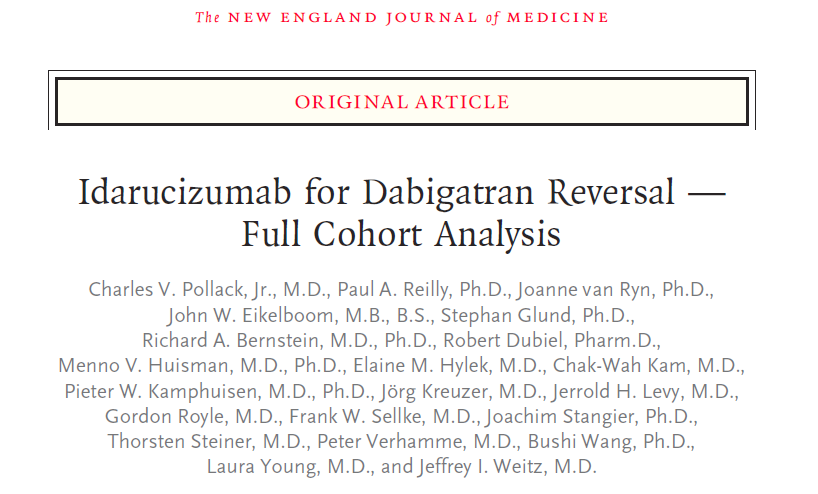 The NEW ENGLAND JOURNAL of MEDICINE
ORIGINAL ARTICLE
Idarucizumab for Dabigatran Reversal —
Full Cohort Analysis
Charles V. Pollack, Jr., M.D., Paul A. Reilly, Ph.D., Joanne van Ryn, Ph.D.,
John W. Eikelboom, M.B., B.S., Stephan Glund, Ph.D.,
Richard A. Bernstein, M.D., Ph.D., Robert Dubiel, Pharm.D.,
Menno V. Huisman, M.D., Ph.D., Elaine M. Hylek, M.D., Chak-Wah Kam, M.D.,
Pieter W. Kamphuisen, M.D., Ph.D., Jörg Kreuzer, M.D., Jerrold H. Levy, M.D.,
Gordon Royle, M.D., Frank W. Sellke, M.D., Joachim Stangier, Ph.D.,
Thorsten Steiner, M.D., Peter Verhamme, M.D., Bushi Wang, Ph.D.,
Laura Young, M.D., and Jeffrey I. Weitz, M.D.